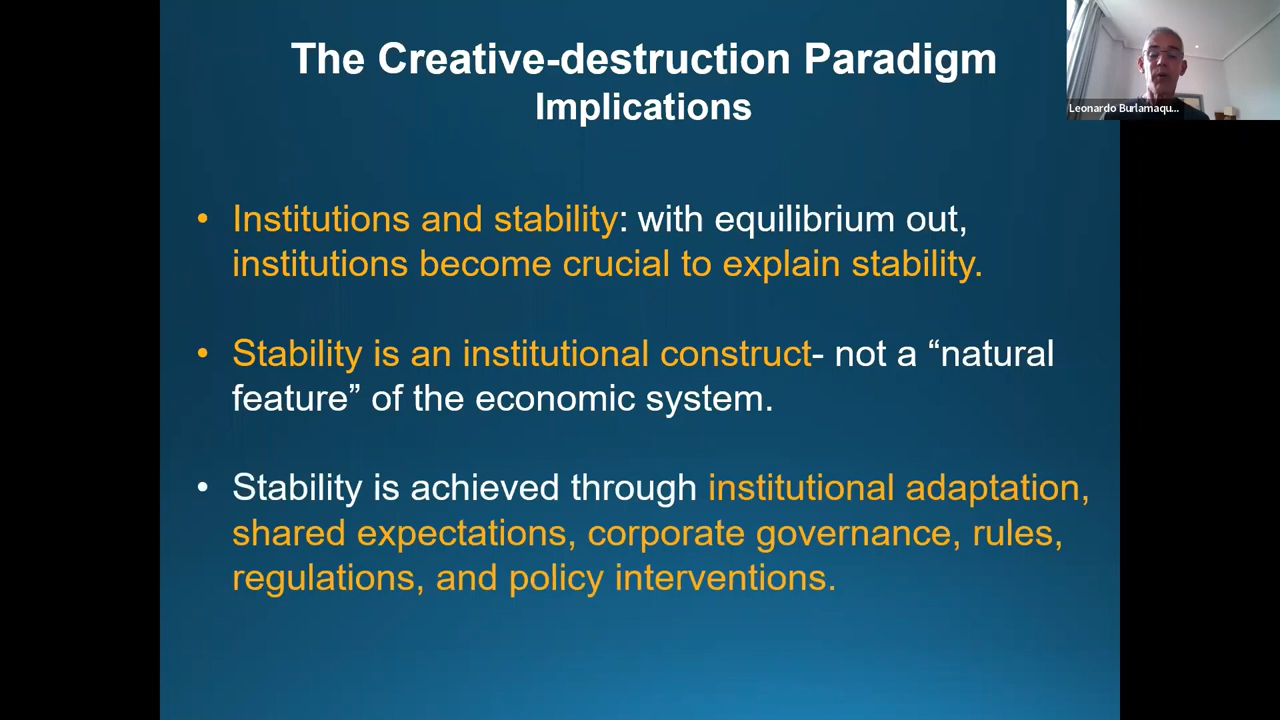 The Creative-destruction Paradigm
Implications
Leonardo Burlamaqu...
• Institutions and stability: with equilibrium out,
institutions become crucial to explain stability.
• Stability is an institutional construct- not a “natural
feature” of the economic system.
• Stability is achieved through institutional adaptation,
shared expectations, corporate governance, rules,
regulations, and policy interventions.